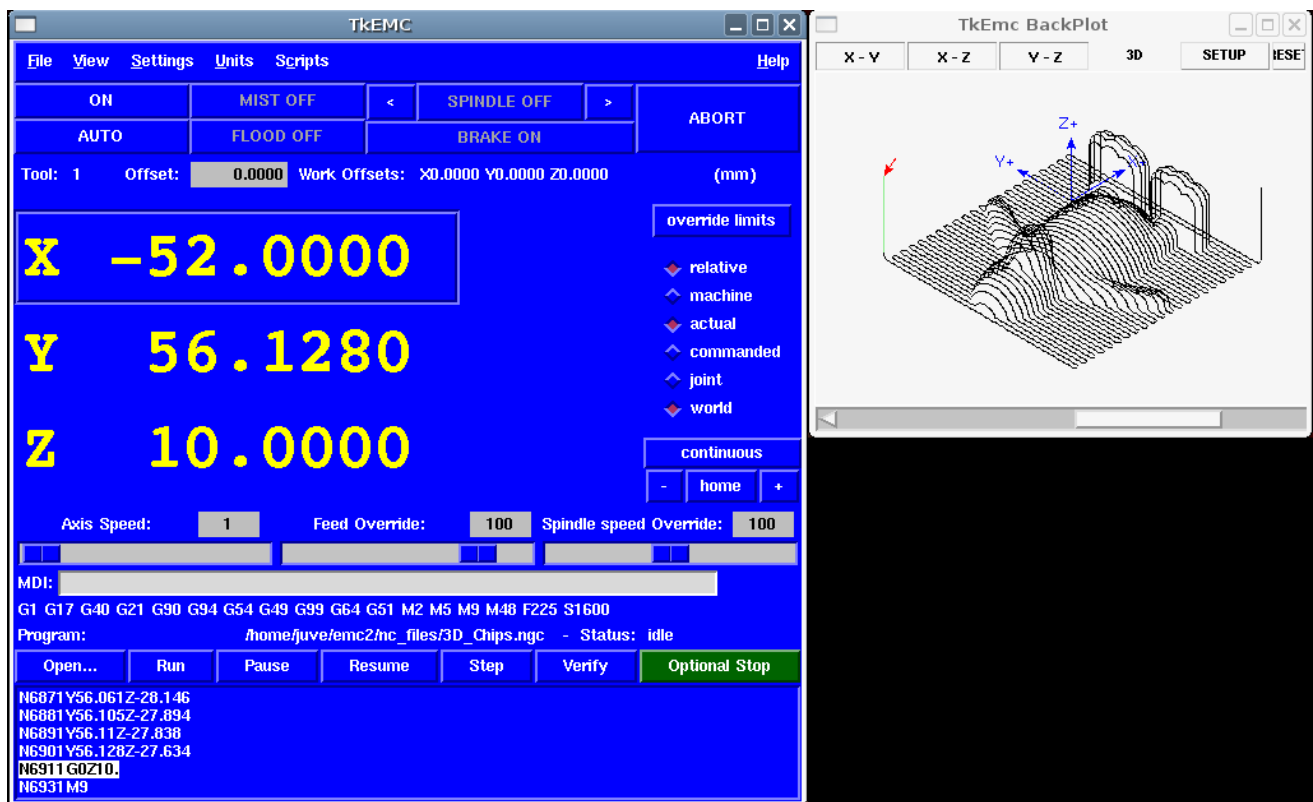 TkEMC
File View Settings Units Scripts Help
ON MIST OFF < SPINDLE OFF > ABORT
AUTO FLOOD OFF BRAKE ON
Tool: 1 Offset: 0.0000 Work Offsets: X0.0000 Y0.0000 Z0.0000 (mm)
override limits
X -52.0000
relative
machine
actual
Y 56.1280
commanded
joint
world
Z 10.0000
continuous
- home +
Axis Speed: 1 Feed Override: 100 Spindle speed Override: 100
MDI:
G1 G17 G40 G21 G90 G94 G54 G49 G99 G64 G51 M2 M5 M9 M48 F225 S1600
Program: /home/juve/emc2/nc_files/3D_Chips.ngc - Status: idle
Open... Run Pause Resume Step Verify Optional Stop
N6871Y56.061Z-28.146
N6881Y56.105Z-27.894
N6891Y56.11Z-27.838
N6901Y56.128Z-27.634
N6911G0Z10.
N6931M9
TkEmc BackPlot
X - Y X - Z Y - Z 3D SETUP RESET
Z+
Y+ X+